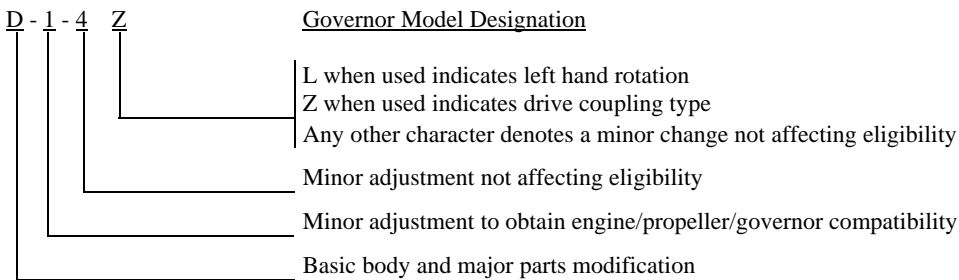 D - 1 - 4 Z Governor Model Designation
L when used indicates left hand rotation
Z when used indicates drive coupling type
Any other character denotes a minor change not affecting eligibility
Minor adjustment not affecting eligibility
Minor adjustment to obtain engine/propeller/governor compatibility
Basic body and major parts modification